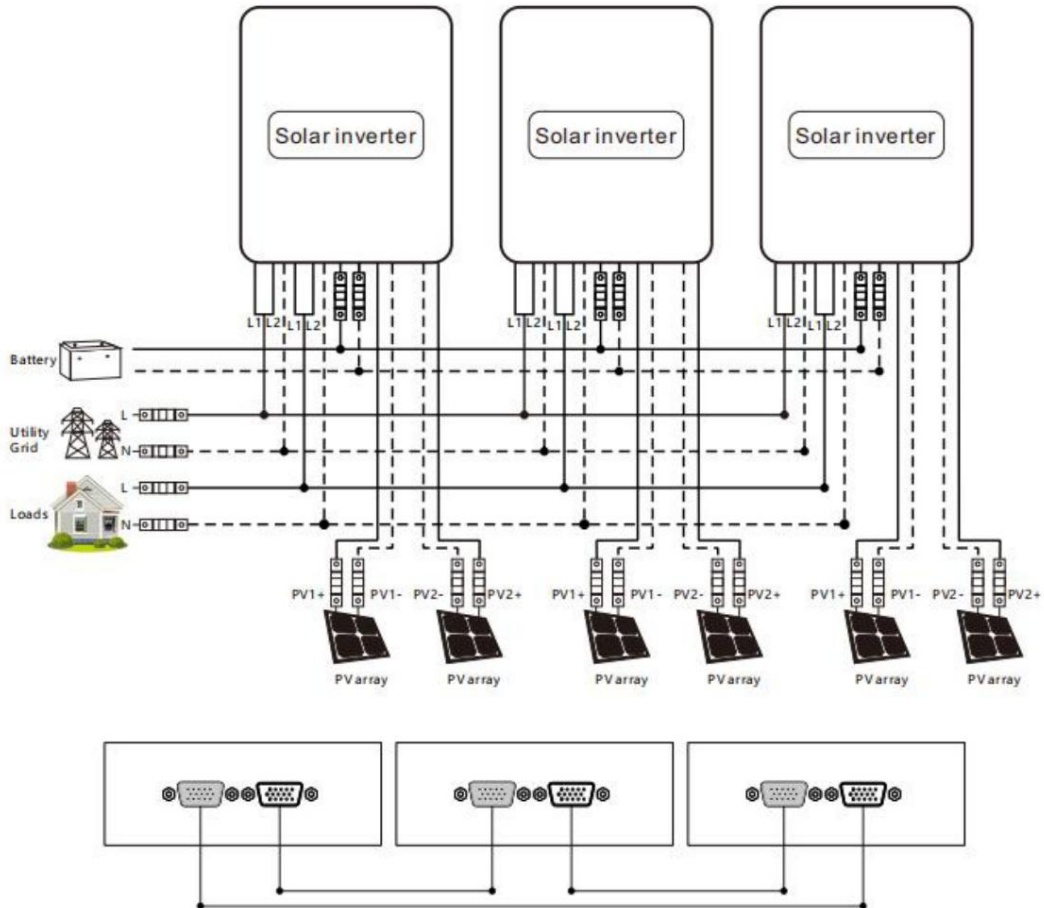 Solar inverter Solar inverter Solar inverter
L1 L2 L1 L2 L1 L2 L1 L2 L1 L2 L1 L2
Battery
L
Utility
Grid
N
L
Loads
N
PV1+ PV1- PV2- PV2+ PV1+ PV1- PV2- PV2+ PV1+ PV1- PV2- PV2+
PV array PV array PV array PV array PV array PV array